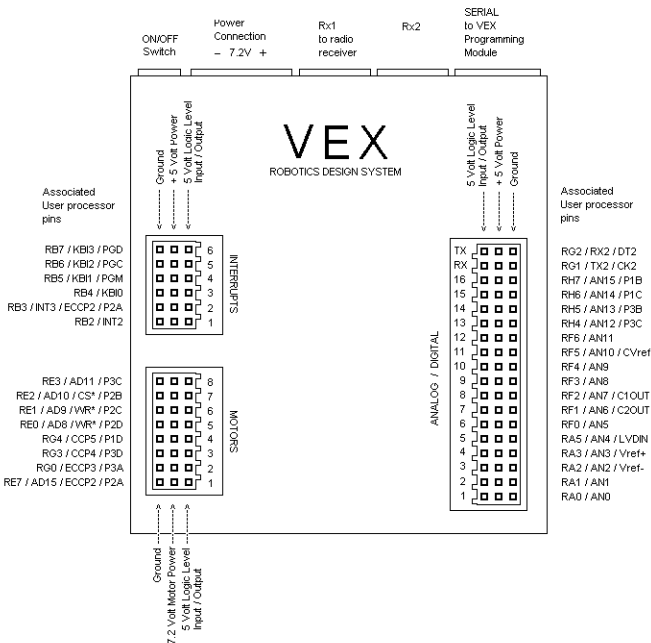 ON/OFF
Switch
Power
Connection
– 7.2V +
Rx1
to radio
receiver
Rx2
SERIAL
to VEX
Programming
Module
VEX
ROBOTICS DESIGN SYSTEM
Ground
+ 5 Volt Power
5 Volt Logic Level
Input / Output
5 Volt Logic Level
Input / Output
+ 5 Volt Power
Ground
Associated
User processor
pins
RB7 / KBI3 / PGD 6
RB6 / KBI2 / PGC 5
RB5 / KBI1 / PGM 4
RB4 / KBI0 3
RB3 / INT3 / ECCP2 / P2A 2
RB2 / INT2 1
INTERRUPTS
RE3 / AD11 / P3C 8
RE2 / AD10 / CS* / P2B 7
RE1 / AD9 / WR* / P2C 6
RE0 / AD8 / WR* / P2D 5
RG4 / CCP5 / P1D 4
RG3 / CCP4 / P3D 3
RG0 / ECCP3 / P3A 2
RE7 / AD15 / ECCP2 / P2A 1
MOTORS
Ground
7.2 Volt Motor Power
5 Volt Logic Level
Input / Output
Associated
User processor
pins
ANALOG / DIGITAL
TX RG2 / RX2 / DT2
RX RG1 / TX2 / CK2
16 RH7 / AN15 / P1B
15 RH6 / AN14 / P1C
14 RH5 / AN13 / P3B
13 RH4 / AN12 / P3C
12 RF6 / AN11
11 RF5 / AN10 / CVref
10 RF4 / AN9
9 RF3 / AN8
8 RF2 / AN7 / C1OUT
7 RF1 / AN6 / C2OUT
6 RF0 / AN5
5 RA5 / AN4 / LVDIN
4 RA3 / AN3 / Vref+
3 RA2 / AN2 / Vref-
2 RA1 / AN1
1 RA0 / AN0